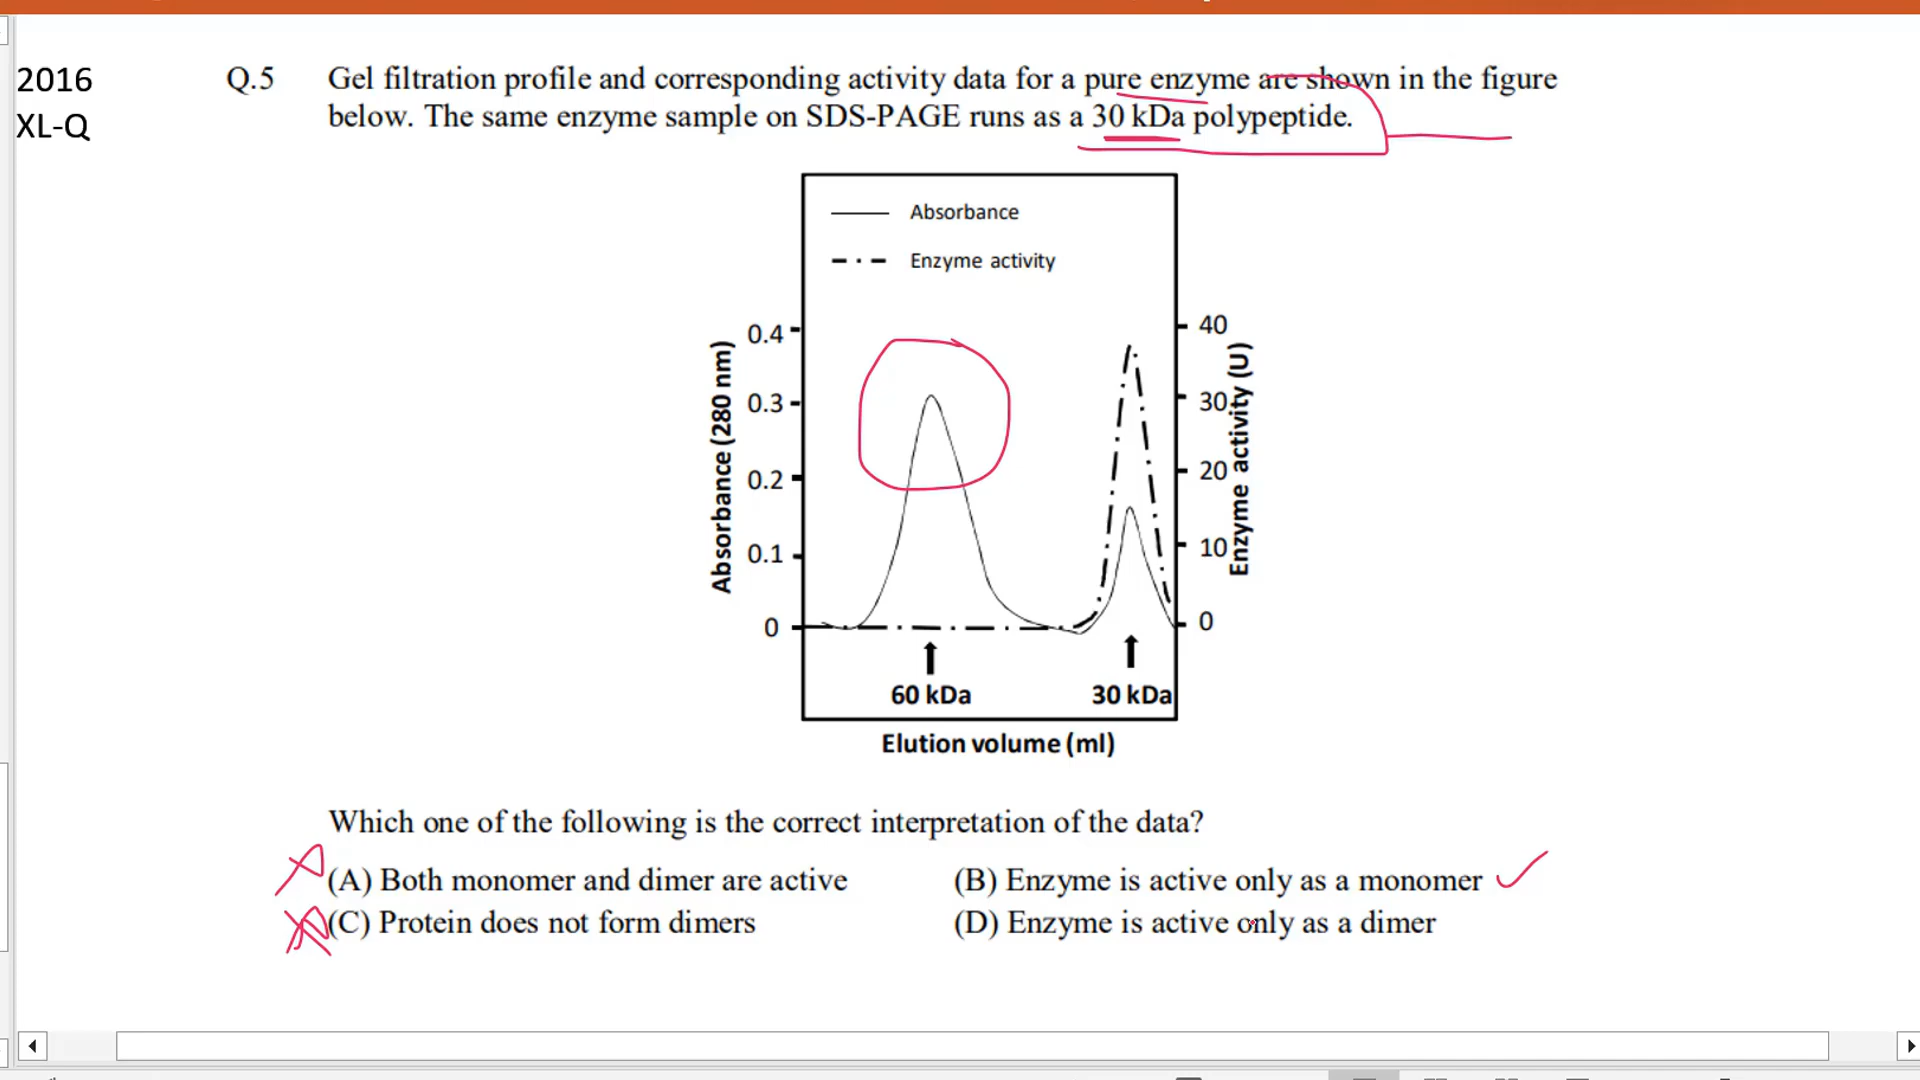 2016
XL-Q
Q.5 Gel filtration profile and corresponding activity data for a pure enzyme are shown in the figure
below. The same enzyme sample on SDS-PAGE runs as a 30 kDa polypeptide.
Absorbance
Enzyme activity
Absorbance (280 nm)
0.4
0.3
0.2
0.1
0
40
30
20
10
0
Enzyme activity (U)
60 kDa 30 kDa
Elution volume (ml)
Which one of the following is the correct interpretation of the data?
(A) Both monomer and dimer are active (B) Enzyme is active only as a monomer
(C) Protein does not form dimers (D) Enzyme is active only as a dimer